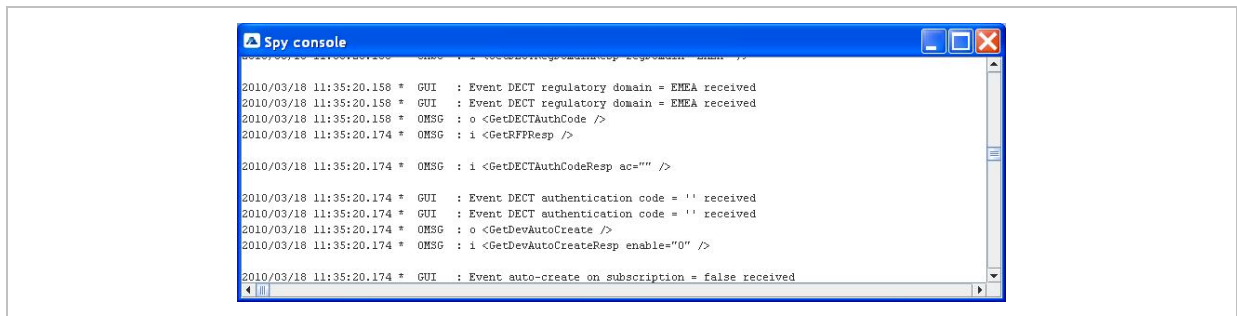 Spy console
2010/03/18 11:35:20.158 * GUI : Event DECT regulatory domain = EMEA received
2010/03/18 11:35:20.158 * GUI : Event DECT regulatory domain = EMEA received
2010/03/18 11:35:20.158 * OMSG : o <GetDECTAuthCode />
2010/03/18 11:35:20.174 * OMSG : i <GetRFPResp />
2010/03/18 11:35:20.174 * OMSG : i <GetDECTAuthCodeResp ac="" />
2010/03/18 11:35:20.174 * GUI : Event DECT authentication code = '' received
2010/03/18 11:35:20.174 * GUI : Event DECT authentication code = '' received
2010/03/18 11:35:20.174 * OMSG : o <GetDevAutoCreate />
2010/03/18 11:35:20.174 * OMSG : i <GetDevAutoCreateResp enable="0" />
2010/03/18 11:35:20.174 * GUI : Event auto-create on subscription = false received